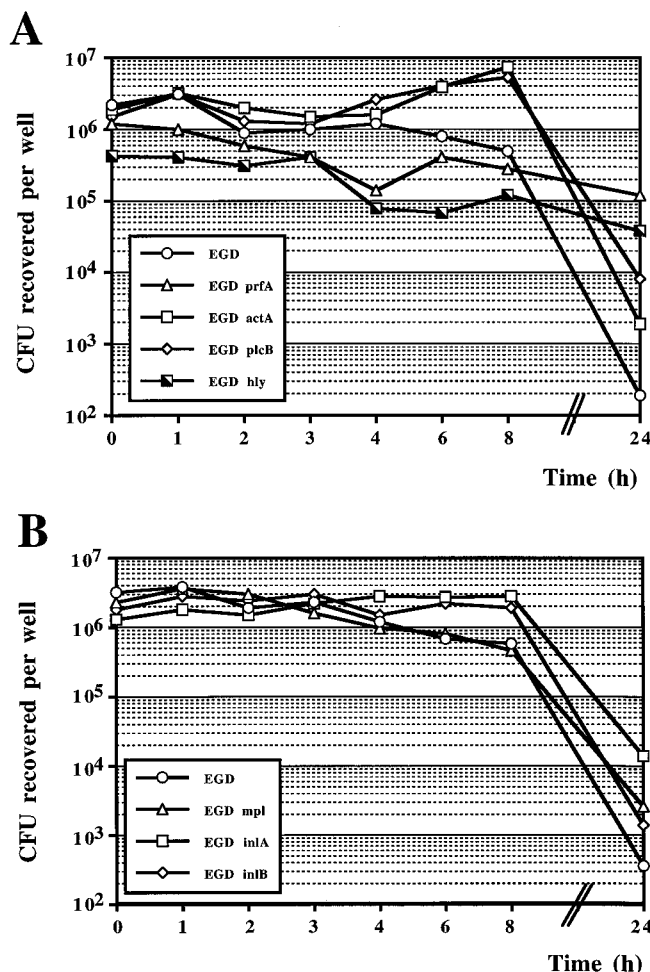 A
CFU recovered per well
10^7
10^6
10^5
10^4
10^3
10^2
EGD
EGD prfA
EGD actA
EGD plcB
EGD hly
0 1 2 3 4 6 8 24
Time (h)
B
CFU recovered per well
10^7
10^6
10^5
10^4
10^3
10^2
EGD
EGD mpl
EGD inlA
EGD inlB
0 1 2 3 4 6 8 24
Time (h)